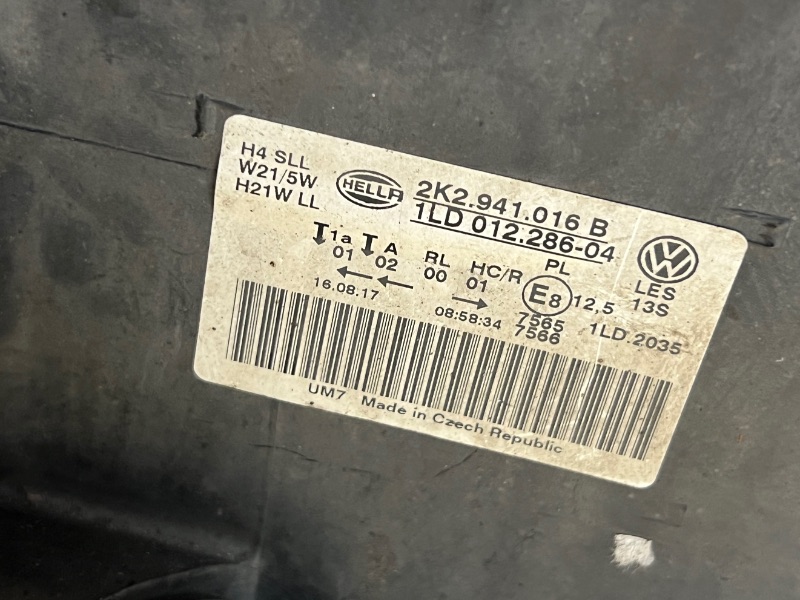 H4 SLL
W21/5W
H21W LL
HELLA
2K2.941.016 B
1LD 012.286-04
1a A RL HC/R PL
01 02 00 01 E8 12,5
LES
13S
16.08.17 08:58:34 7565 1LD.2035
7566
UM7 Made in Czech Republic